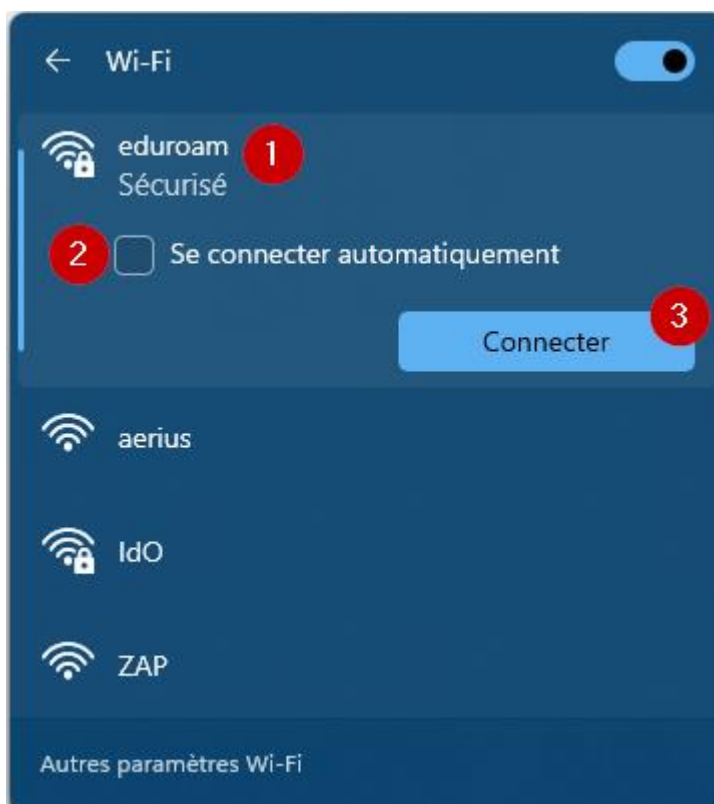 Wi-Fi
eduroam 1
Sécurisé
2 Se connecter automatiquement
3
Connecter
aerius
IdO
ZAP
Autres paramètres Wi-Fi